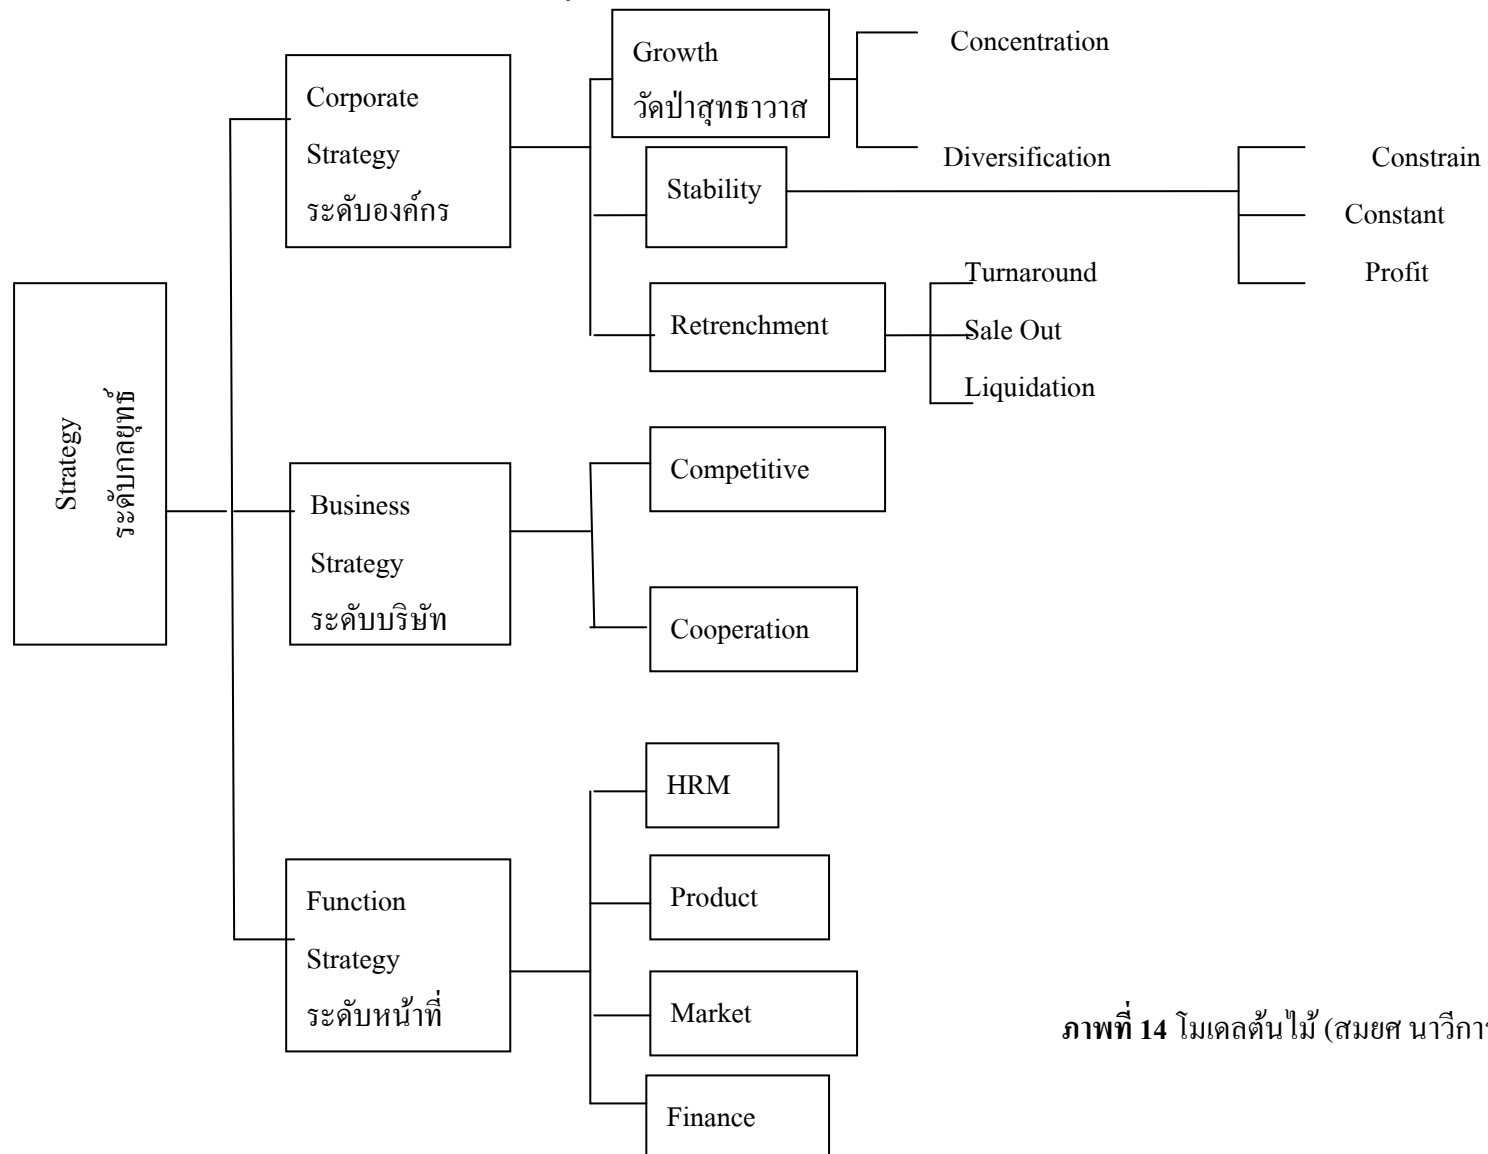 Strategy
ระดับกลยุทธ์
Corporate
Strategy
ระดับองค์กร
Growth
วัดป่าสุทธาวาส
Concentration
Diversification
Stability
Constrain
Constant
Profit
Retrenchment
Turnaround
Sale Out
Liquidation
Business
Strategy
ระดับบริษัท
Competitive
Cooperation
Function
Strategy
ระดับหน้าที่
HRM
Product
Market
Finance
ภาพที่ 14 โมเดลต้นไม้ (สมยศ นาวีการ